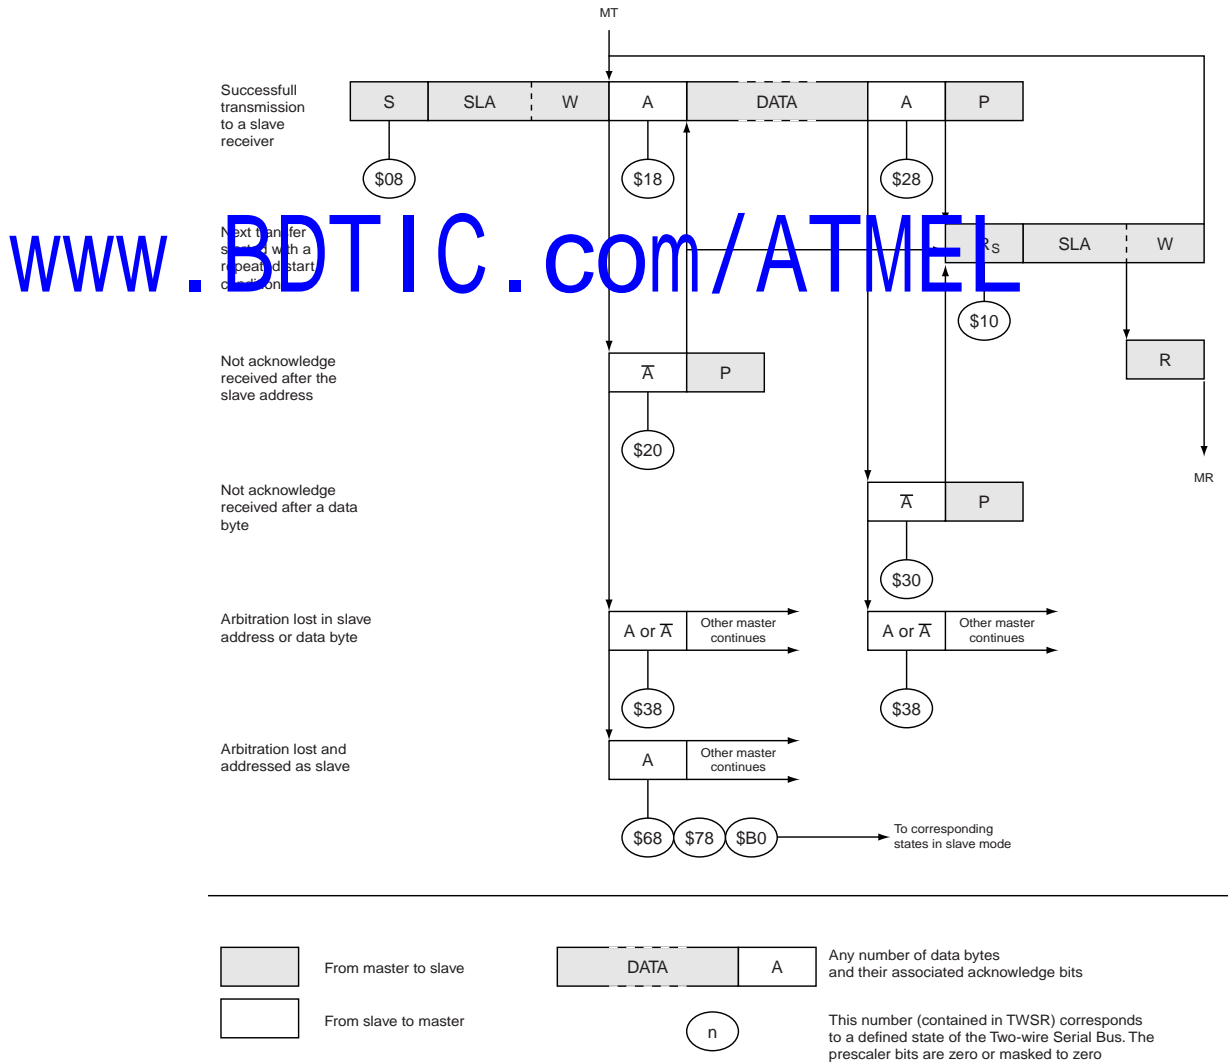 MT
Successfull
transmission
to a slave
receiver
S
SLA
W
A
DATA
A
P
$08
$18
$28
Next transfer
started with a
repeated start
condition
www.BDTIC.com/ATMEL
RS
SLA
W
$10
Not acknowledge
received after the
slave address
A̅
P
R
$20
MR
Not acknowledge
received after a data
byte
A̅
P
$30
Arbitration lost in slave
address or data byte
A or A̅
Other master
continues
A or A̅
Other master
continues
$38
$38
Arbitration lost and
addressed as slave
A
Other master
continues
$68
$78
$B0
To corresponding
states in slave mode
From master to slave
DATA
A
Any number of data bytes
and their associated acknowledge bits
From slave to master
n
This number (contained in TWSR) corresponds
to a defined state of the Two-wire Serial Bus. The
prescaler bits are zero or masked to zero